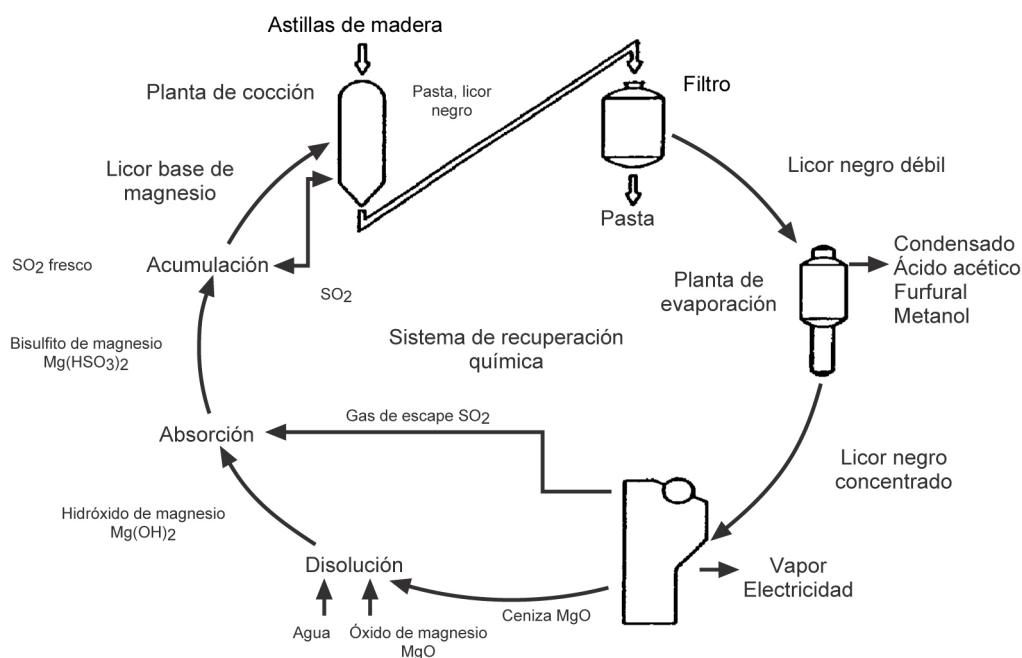 Astillas de madera
Planta de cocción
Pasta, licor
negro
Filtro
Licor base de
magnesio
Licor negro débil
Pasta
SO2 fresco
Acumulación
SO2
Planta de
evaporación
Condensado
Ácido acético
Furfural
Metanol
Sistema de recuperación
química
Bisulfito de magnesio
Mg(HSO3)2
Gas de escape SO2
Absorción
Licor negro
concentrado
Hidróxido de magnesio
Mg(OH)2
Disolución
Vapor
Electricidad
Ceniza MgO
Agua
Óxido de magnesio
MgO